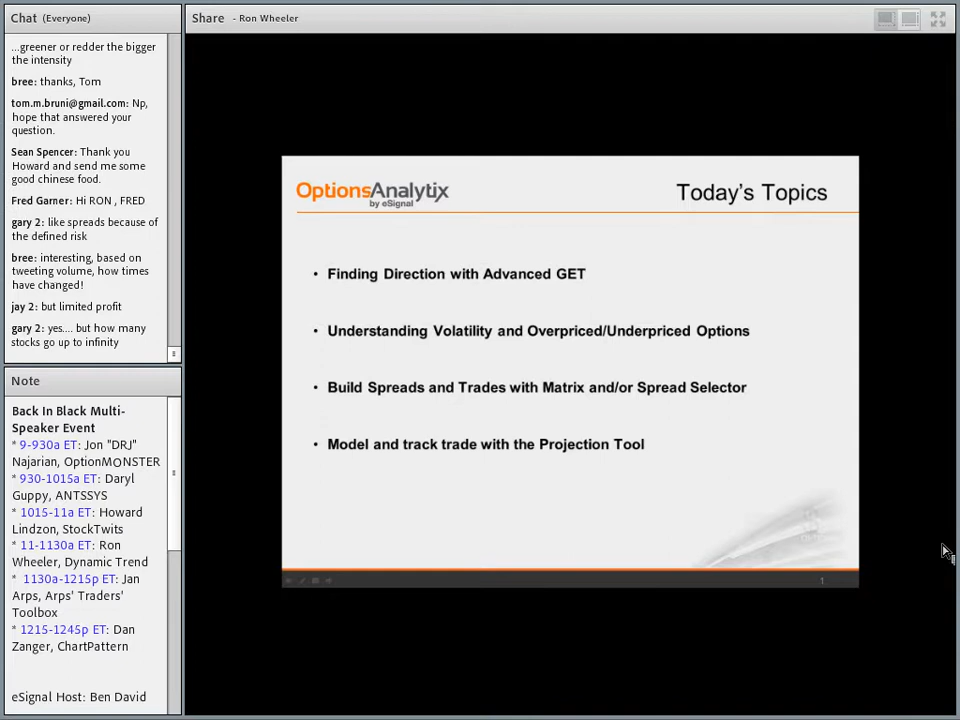 Chat (Everyone)
...greener or redder the bigger
the intensity
bree: thanks, Tom
tom.m.bruni@gmail.com: Np,
hope that answered your
question.
Sean Spencer: Thank you
Howard and send me some
good chinese food.
Fred Garner: Hi RON , FRED
gary 2: like spreads because of
the defined risk
bree: interesting, based on
tweeting volume, how times
have changed!
jay 2: but limited profit
gary 2: yes.... but how many
stocks go up to infinity
Note
Back In Black Multi-
Speaker Event
* 9-930a ET: Jon "DRJ"
Najarian, OptionMONSTER
* 930-1015a ET: Daryl
Guppy, ANTSSYS
* 1015-11a ET: Howard
Lindzon, StockTwits
* 11-1130a ET: Ron
Wheeler, Dynamic Trend
* 1130a-1215p ET: Jan
Arps, Arps' Traders'
Toolbox
* 1215-1245p ET: Dan
Zanger, ChartPattern
eSignal Host: Ben David
Share - Ron Wheeler
OptionsAnalytix
by eSignal
Today's Topics
• Finding Direction with Advanced GET
• Understanding Volatility and Overpriced/Underpriced Options
• Build Spreads and Trades with Matrix and/or Spread Selector
• Model and track trade with the Projection Tool
1